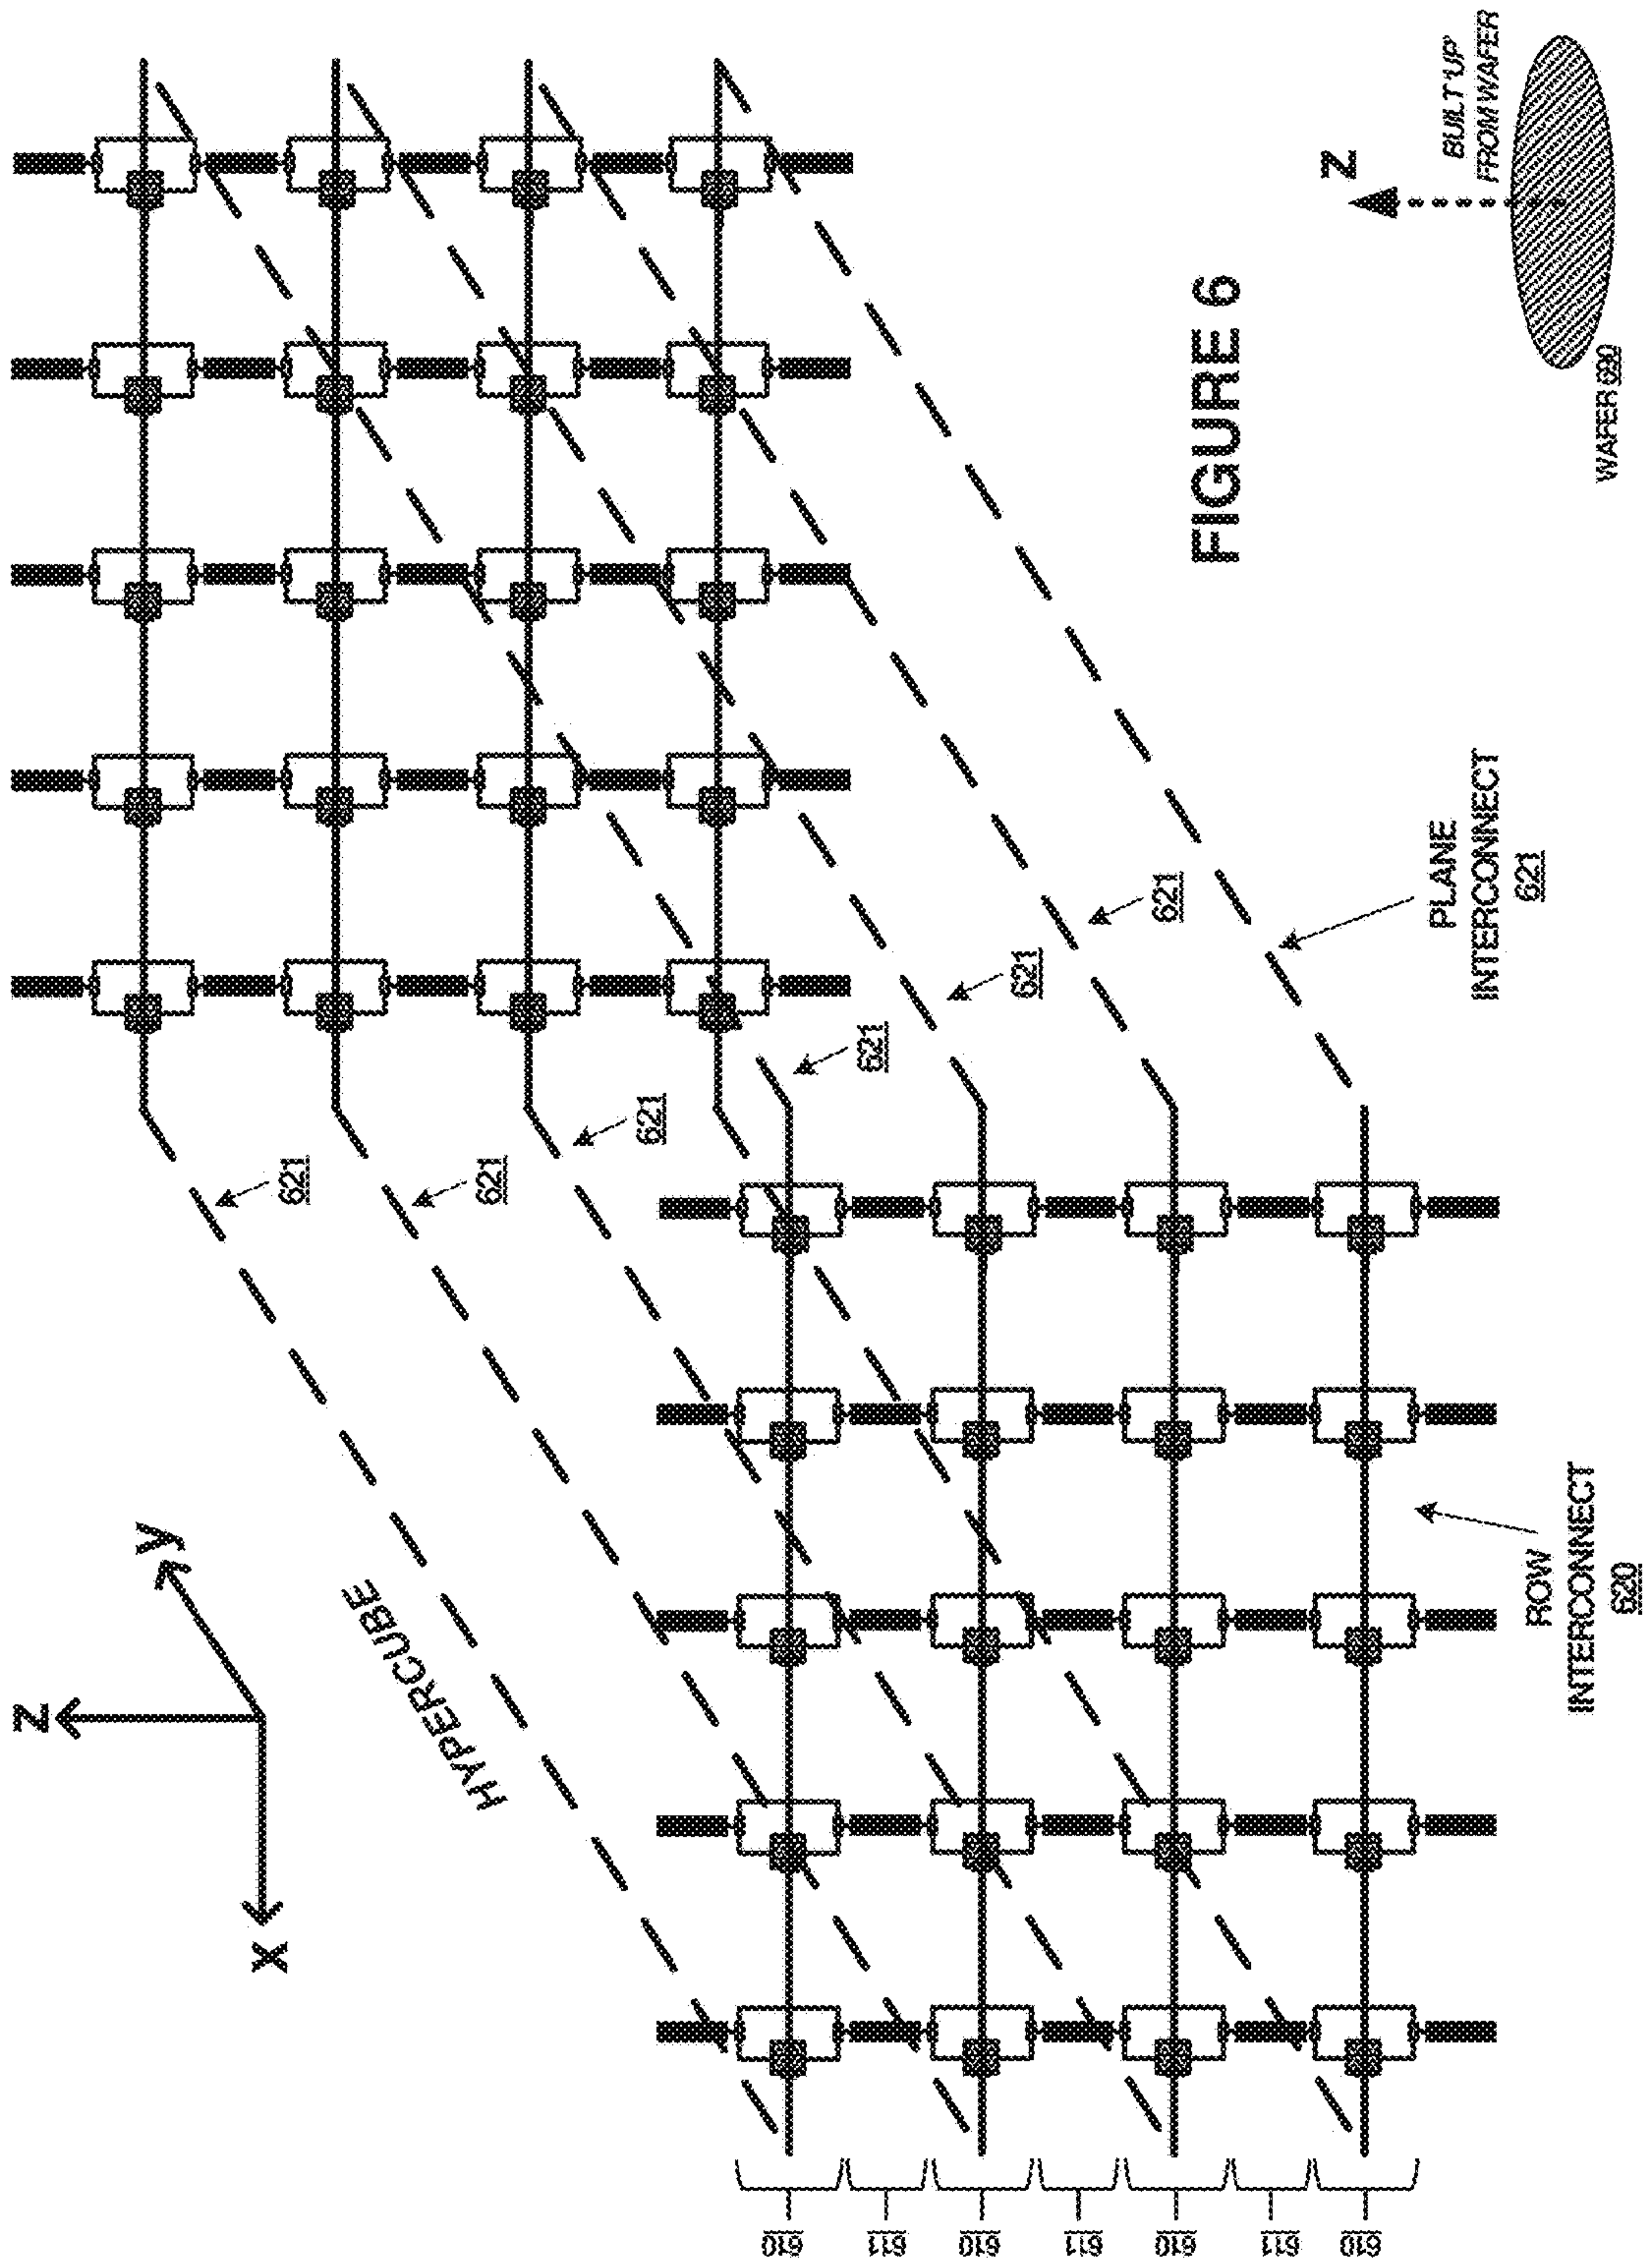 Z
X
y
HYPERCUBE
621
621
621
621
621
621
PLANE
INTERCONNECT
621
ROW
INTERCONNECT
620
610
611
610
611
610
611
610
FIGURE 6
Z
BUILT 'UP'
FROM WAFER
WAFER 690